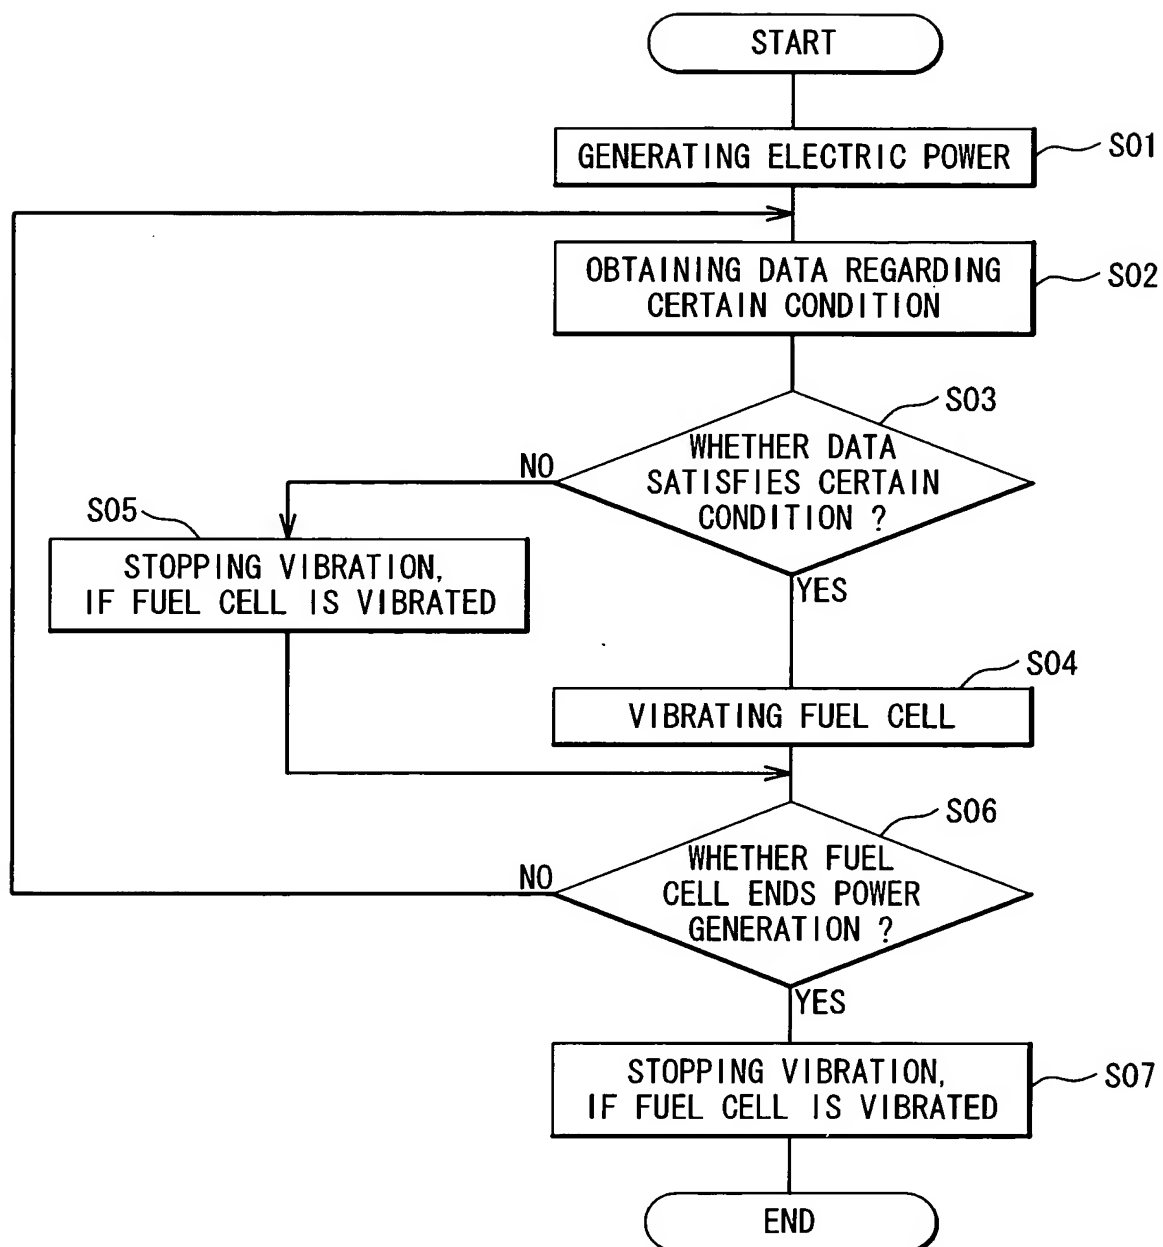 START
GENERATING ELECTRIC POWER
S01
OBTAINING DATA REGARDING
CERTAIN CONDITION
S02
S03
WHETHER DATA
SATISFIES CERTAIN
CONDITION ?
NO
YES
S05
STOPPING VIBRATION,
IF FUEL CELL IS VIBRATED
S04
VIBRATING FUEL CELL
S06
WHETHER FUEL
CELL ENDS POWER
GENERATION ?
NO
YES
STOPPING VIBRATION,
IF FUEL CELL IS VIBRATED
S07
END